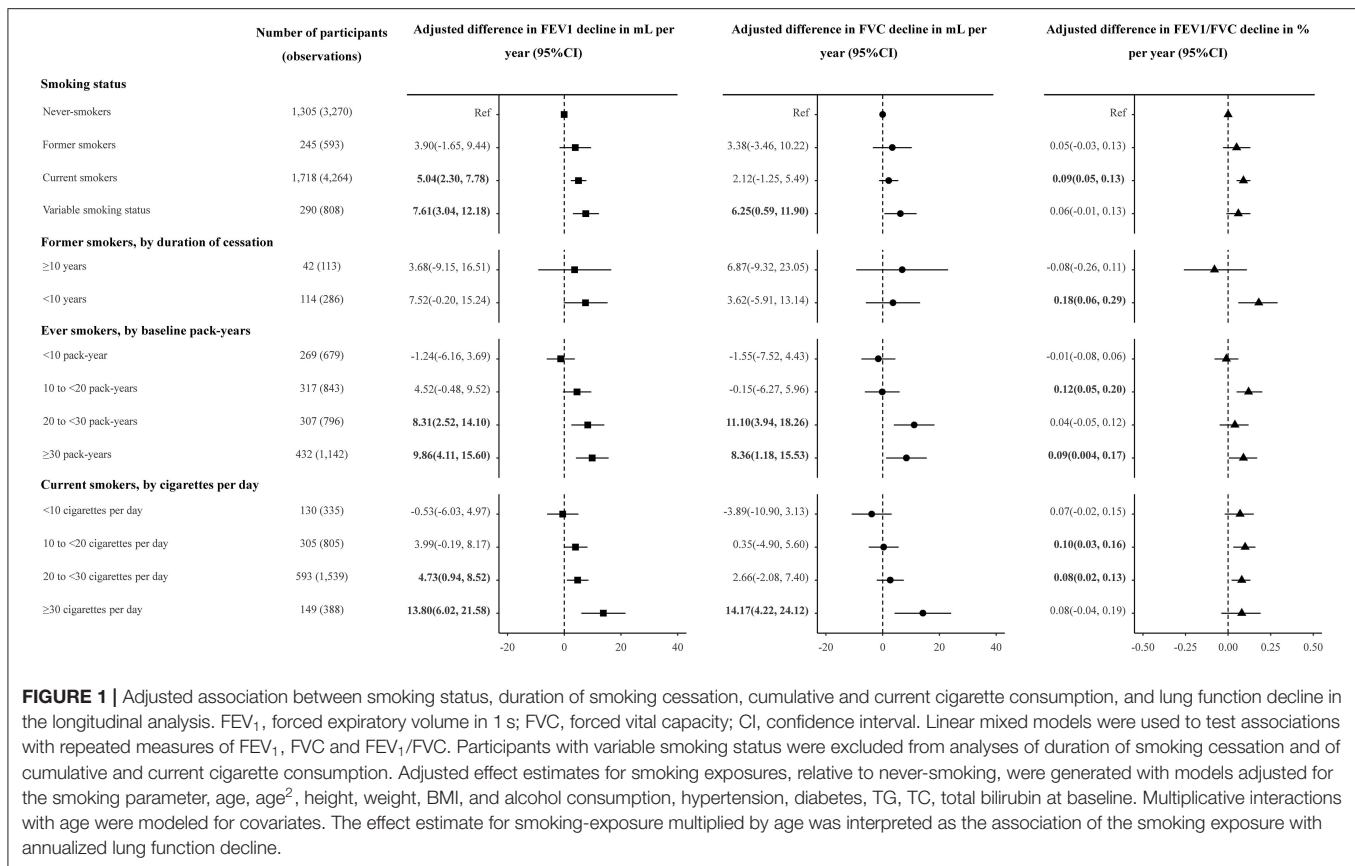 Number of participants (observations)
Adjusted difference in FEV1 decline in mL per year (95%CI)
Adjusted difference in FVC decline in mL per year (95%CI)
Adjusted difference in FEV1/FVC decline in % per year (95%CI)
Smoking status
Never-smokers 1,305 (3,270) Ref Ref Ref
Former smokers 245 (593) 3.90(-1.65, 9.44) 3.38(-3.46, 10.22) 0.05(-0.03, 0.13)
Current smokers 1,718 (4,264) 5.04(2.30, 7.78) 2.12(-1.25, 5.49) 0.09(0.05, 0.13)
Variable smoking status 290 (808) 7.61(3.04, 12.18) 6.25(0.59, 11.90) 0.06(-0.01, 0.13)
Former smokers, by duration of cessation
≥10 years 42 (113) 3.68(-9.15, 16.51) 6.87(-9.32, 23.05) -0.08(-0.26, 0.11)
<10 years 114 (286) 7.52(-0.20, 15.24) 3.62(-5.91, 13.14) 0.18(0.06, 0.29)
Ever smokers, by baseline pack-years
<10 pack-year 269 (679) -1.24(-6.16, 3.69) -1.55(-7.52, 4.43) -0.01(-0.08, 0.06)
10 to <20 pack-years 317 (843) 4.52(-0.48, 9.52) -0.15(-6.27, 5.96) 0.12(0.05, 0.20)
20 to <30 pack-years 307 (796) 8.31(2.52, 14.10) 11.10(3.94, 18.26) 0.04(-0.05, 0.12)
≥30 pack-years 432 (1,142) 9.86(4.11, 15.60) 8.36(1.18, 15.53) 0.09(0.004, 0.17)
Current smokers, by cigarettes per day
<10 cigarettes per day 130 (335) -0.53(-6.03, 4.97) -3.89(-10.90, 3.13) 0.07(-0.02, 0.15)
10 to <20 cigarettes per day 305 (805) 3.99(-0.19, 8.17) 0.35(-4.90, 5.60) 0.10(0.03, 0.16)
20 to <30 cigarettes per day 593 (1,539) 4.73(0.94, 8.52) 2.66(-2.08, 7.40) 0.08(0.02, 0.13)
≥30 cigarettes per day 149 (388) 13.80(6.02, 21.58) 14.17(4.22, 24.12) 0.08(-0.04, 0.19)
-20 0 20 40 -20 0 20 40 -0.50 -0.25 0.00 0.25 0.50
FIGURE 1 | Adjusted association between smoking status, duration of smoking cessation, cumulative and current cigarette consumption, and lung function decline in
the longitudinal analysis. FEV₁, forced expiratory volume in 1 s; FVC, forced vital capacity; CI, confidence interval. Linear mixed models were used to test associations
with repeated measures of FEV₁, FVC and FEV₁/FVC. Participants with variable smoking status were excluded from analyses of duration of smoking cessation and of
cumulative and current cigarette consumption. Adjusted effect estimates for smoking exposures, relative to never-smoking, were generated with models adjusted for
the smoking parameter, age, age², height, weight, BMI, and alcohol consumption, hypertension, diabetes, TG, TC, total bilirubin at baseline. Multiplicative interactions
with age were modeled for covariates. The effect estimate for smoking-exposure multiplied by age was interpreted as the association of the smoking exposure with
annualized lung function decline.